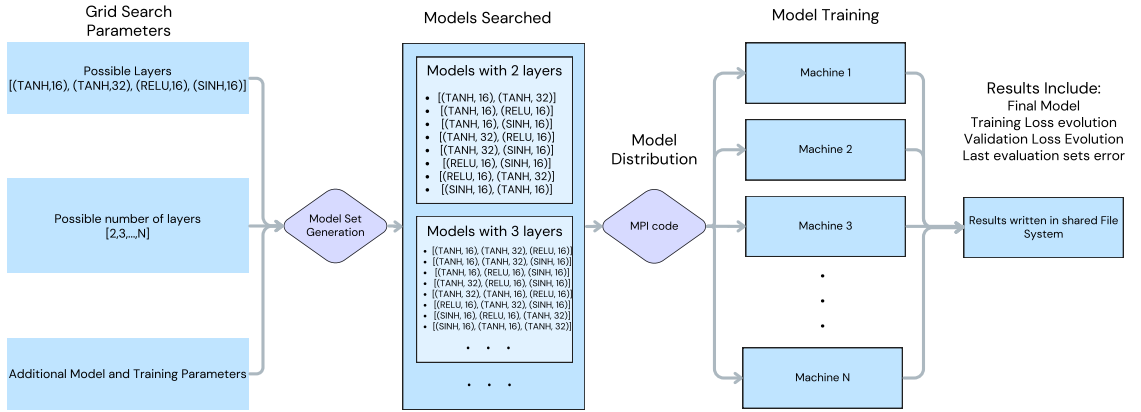 Grid Search
Parameters
Possible Layers
[(TANH,16), (TANH,32), (RELU,16), (SINH,16)]
Possible number of layers
[2,3,...,N]
Additional Model and Training Parameters
Model Set
Generation
Models Searched
Models with 2 layers
• [(TANH, 16), (TANH, 32)]
• [(TANH, 16), (RELU, 16)]
• [(TANH, 16), (SINH, 16)]
• [(TANH, 32), (RELU, 16)]
• [(TANH, 32), (SINH, 16)]
• [(RELU, 16), (SINH, 16)]
• [(RELU, 16), (TANH, 32)]
• [(SINH, 16), (TANH, 16)]
Models with 3 layers
• [(TANH, 16), (TANH, 32), (RELU, 16)]
• [(TANH, 16), (TANH, 32), (SINH, 16)]
• [(TANH, 16), (RELU, 16), (SINH, 16)]
• [(TANH, 32), (RELU, 16), (SINH, 16)]
• [(TANH, 32), (TANH, 16), (RELU, 16)]
• [(RELU, 16), (TANH, 32), (SINH, 16)]
• [(SINH, 16), (RELU, 16), (TANH, 32)]
• [(SINH, 16), (TANH, 16), (TANH, 32)]
. . .
. . .
Model
Distribution
MPI code
Model Training
Machine 1
Machine 2
Machine 3
.
.
.
Machine N
Results Include:
Final Model
Training Loss evolution
Validation Loss Evolution
Last evaluation sets error
Results written in shared File
System